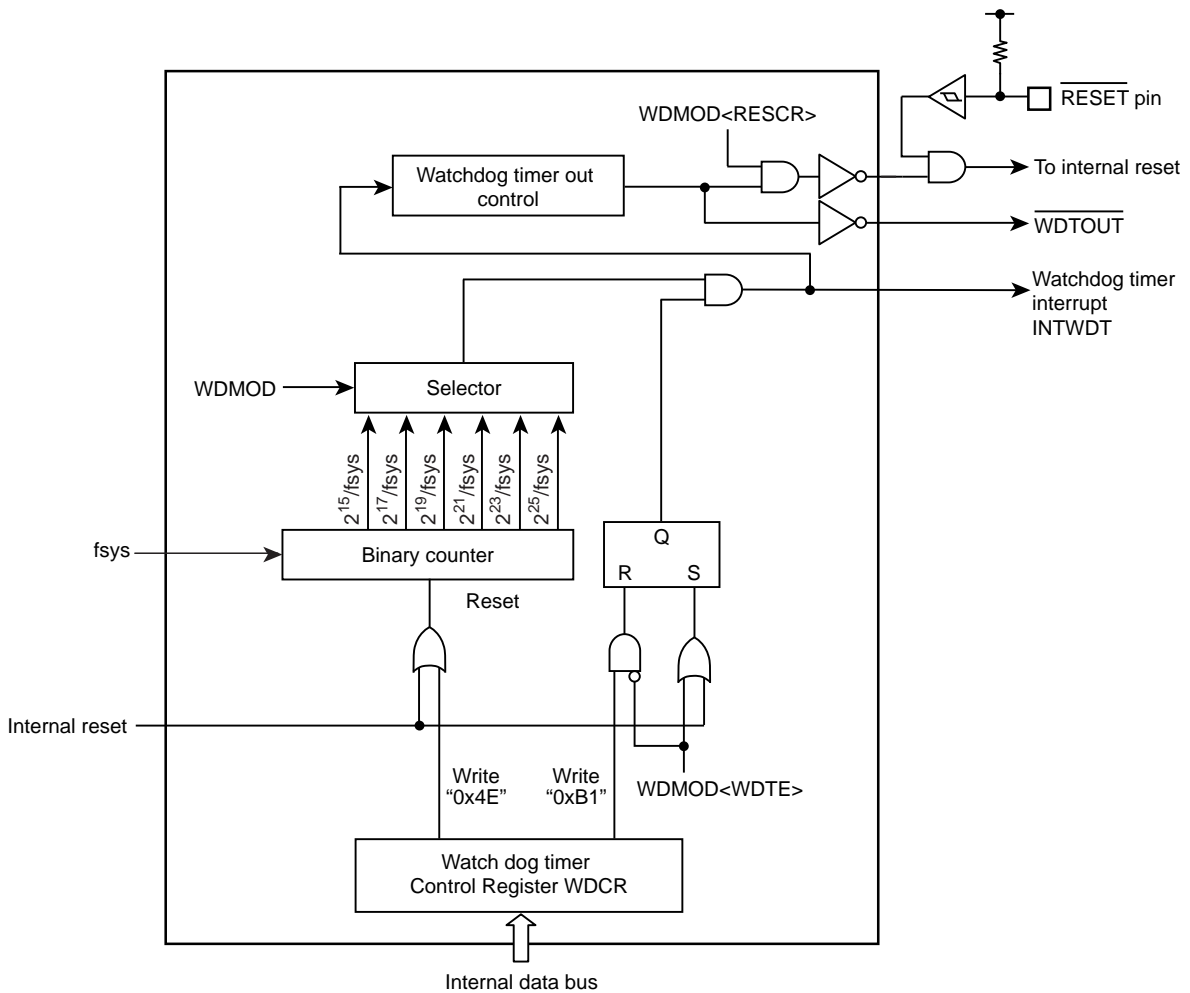 RESET pin
WDMOD<RESCR>
Watchdog timer out
control
To internal reset
WDTOUT
Watchdog timer
interrupt
INTWDT
WDMOD
Selector
2^15/fsys
2^17/fsys
2^19/fsys
2^21/fsys
2^23/fsys
2^25/fsys
fsys
Binary counter
Reset
Q
R
S
Internal reset
Write
“0x4E”
Write
“0xB1”
WDMOD<WDTE>
Watch dog timer
Control Register WDCR
Internal data bus